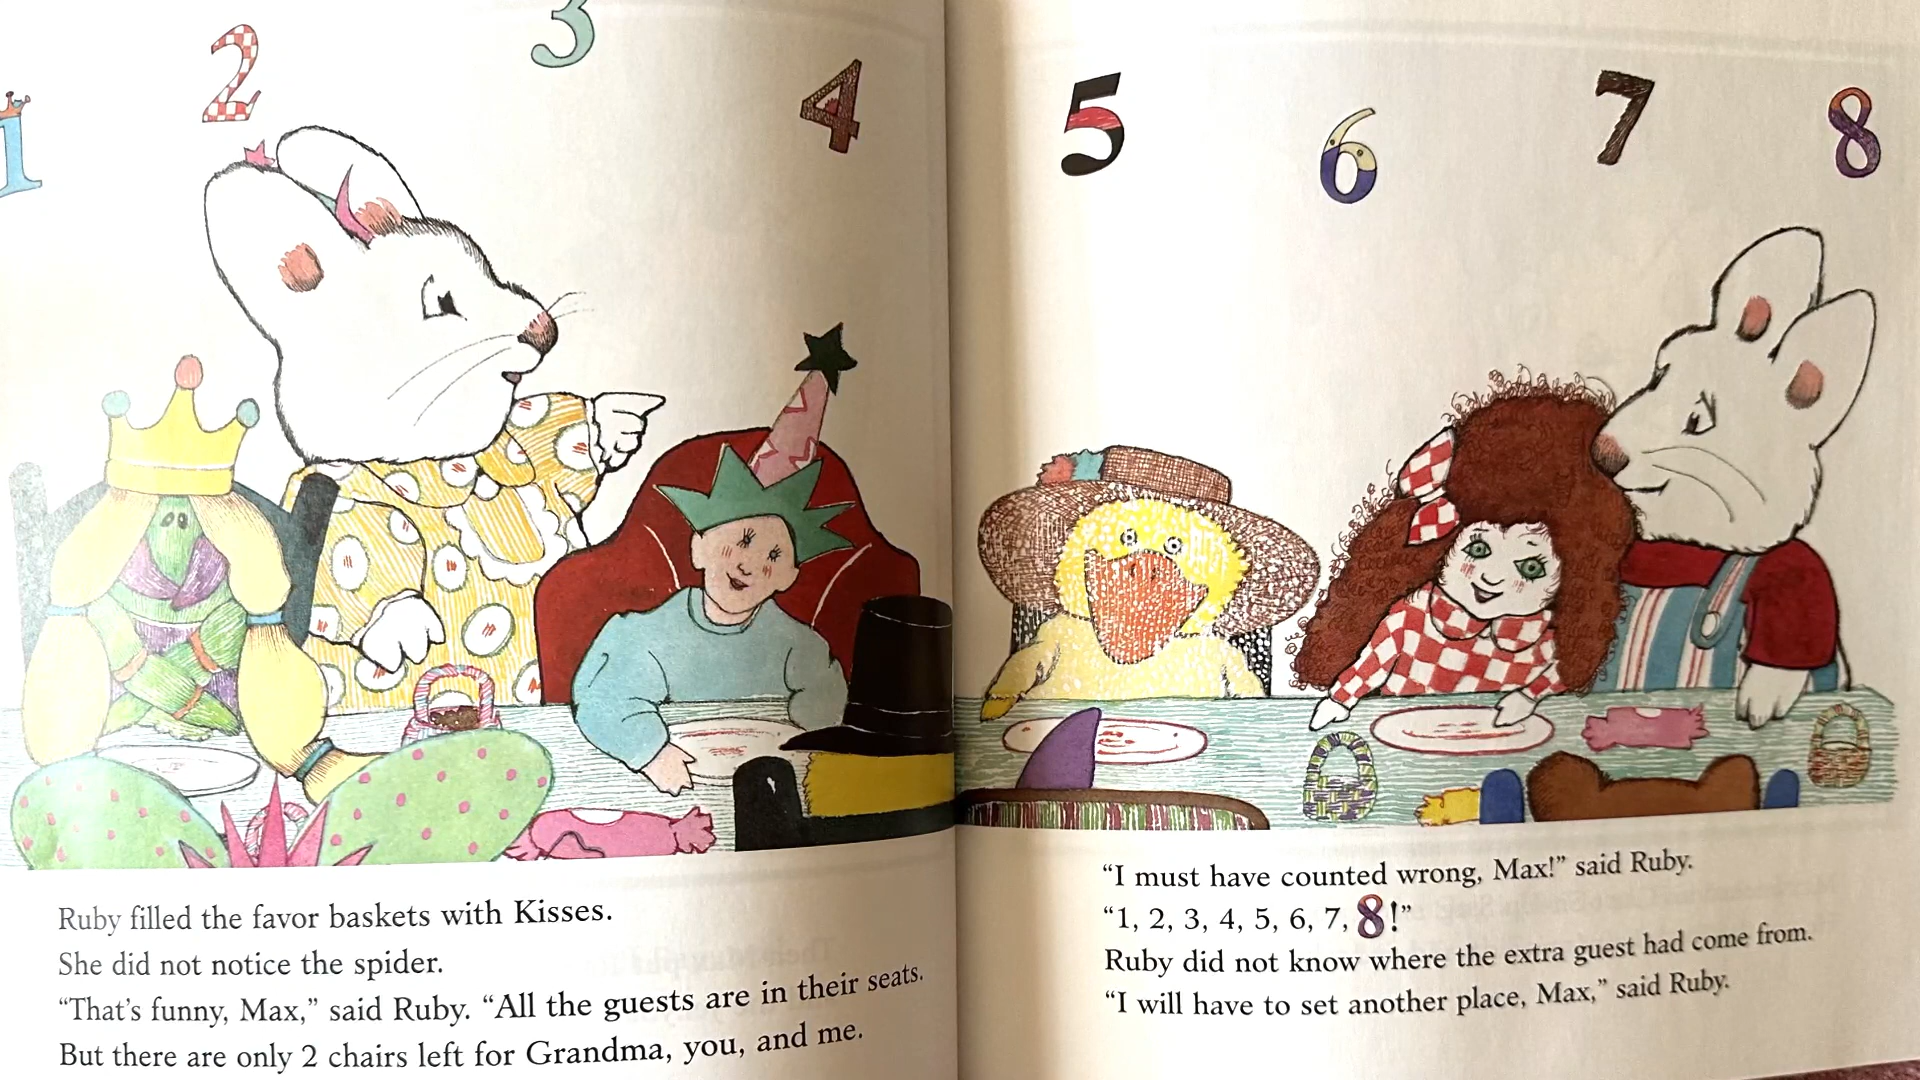 1 2 3 4 5 6 7 8
Ruby filled the favor baskets with Kisses.
She did not notice the spider.
“That’s funny, Max,” said Ruby. “All the guests are in their seats.
But there are only 2 chairs left for Grandma, you, and me.
“I must have counted wrong, Max!” said Ruby.
“1, 2, 3, 4, 5, 6, 7, 8!”
Ruby did not know where the extra guest had come from.
“I will have to set another place, Max,” said Ruby.